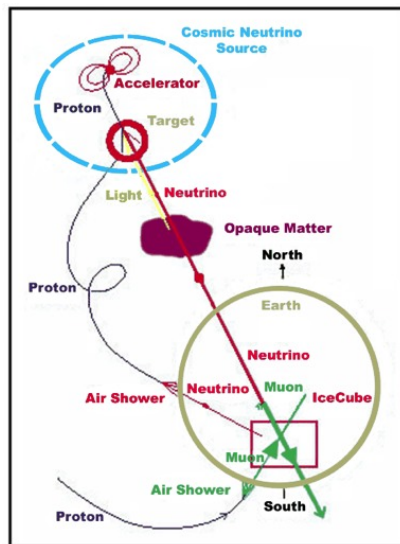 Cosmic Neutrino
Source
Accelerator
Proton
Target
Light
Neutrino
Opaque Matter
North
Earth
Proton
Neutrino
Muon
Air Shower
Neutrino
IceCube
Muon
Air Shower
South
Proton